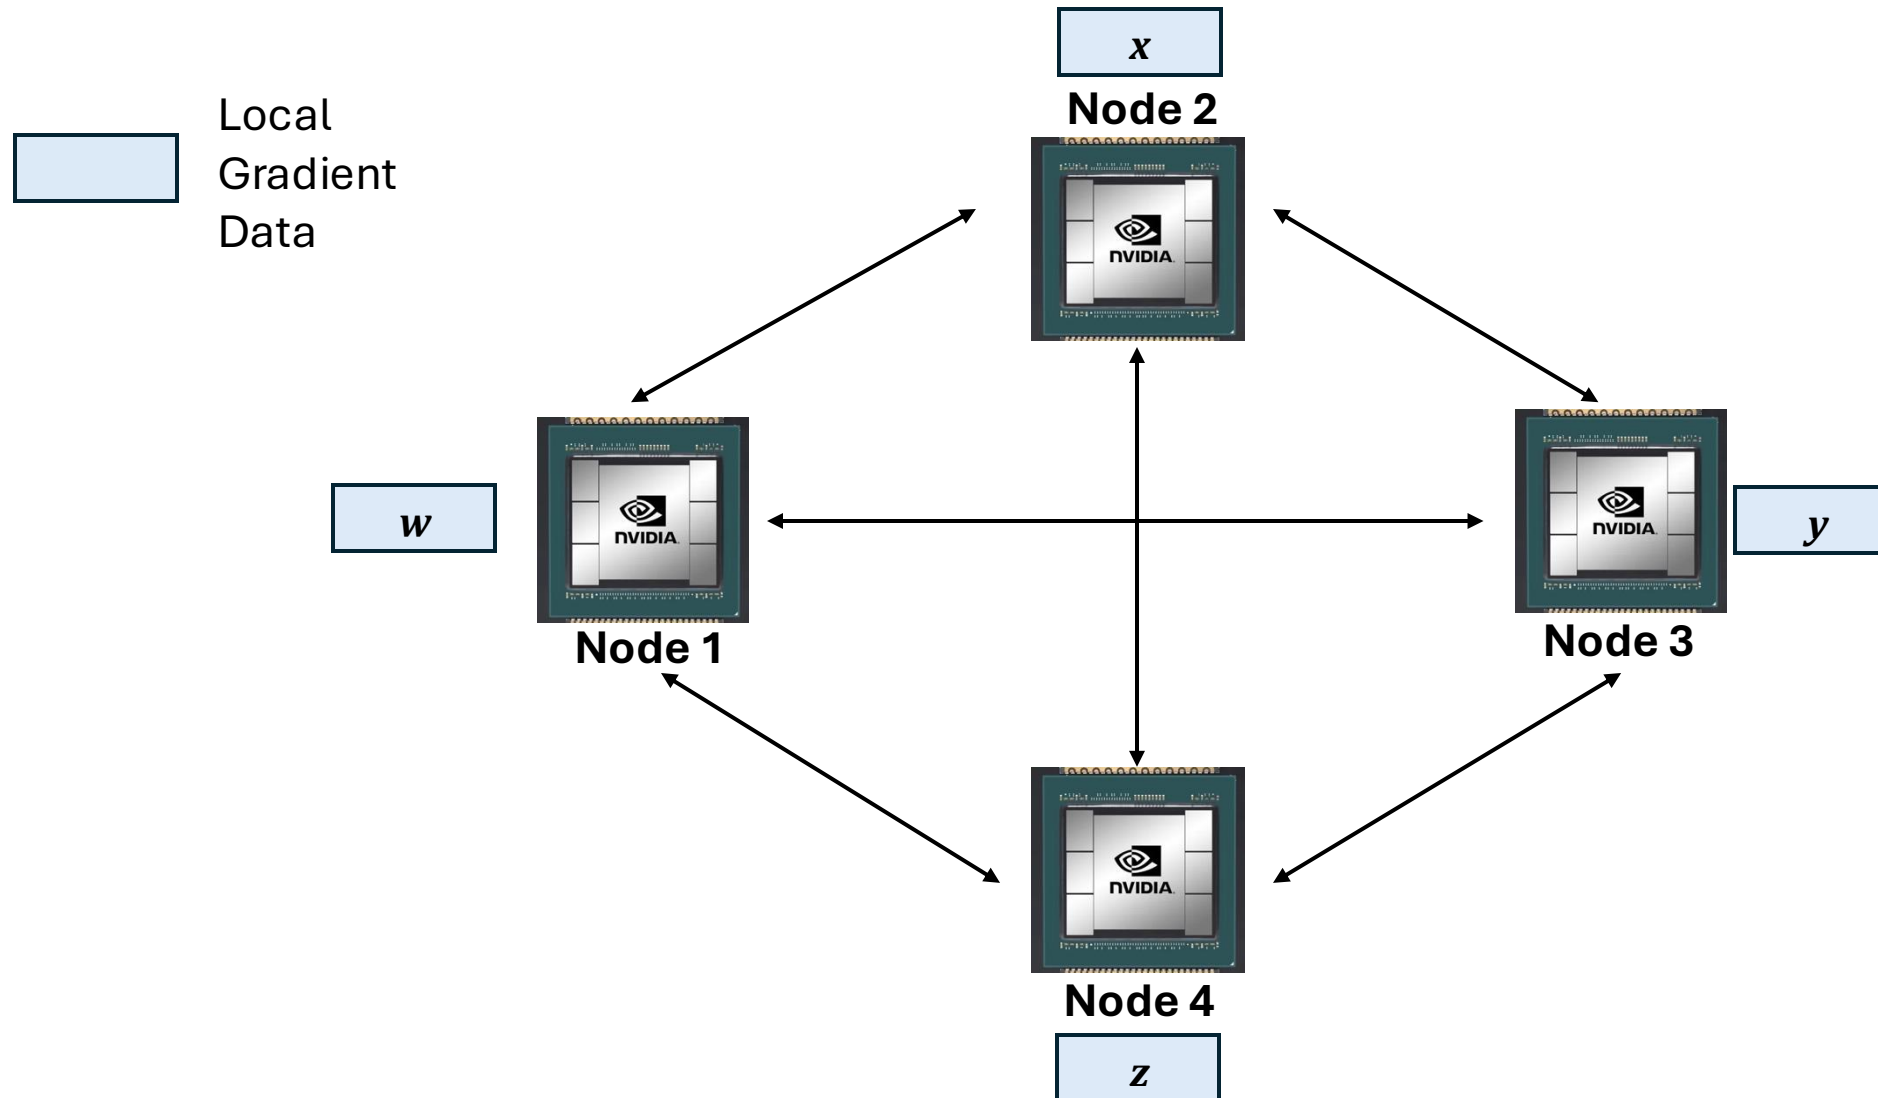 x
Node 2
Local
Gradient
Data
NVIDIA.
w
NVIDIA.
Node 1
NVIDIA.
y
Node 3
NVIDIA.
Node 4
z